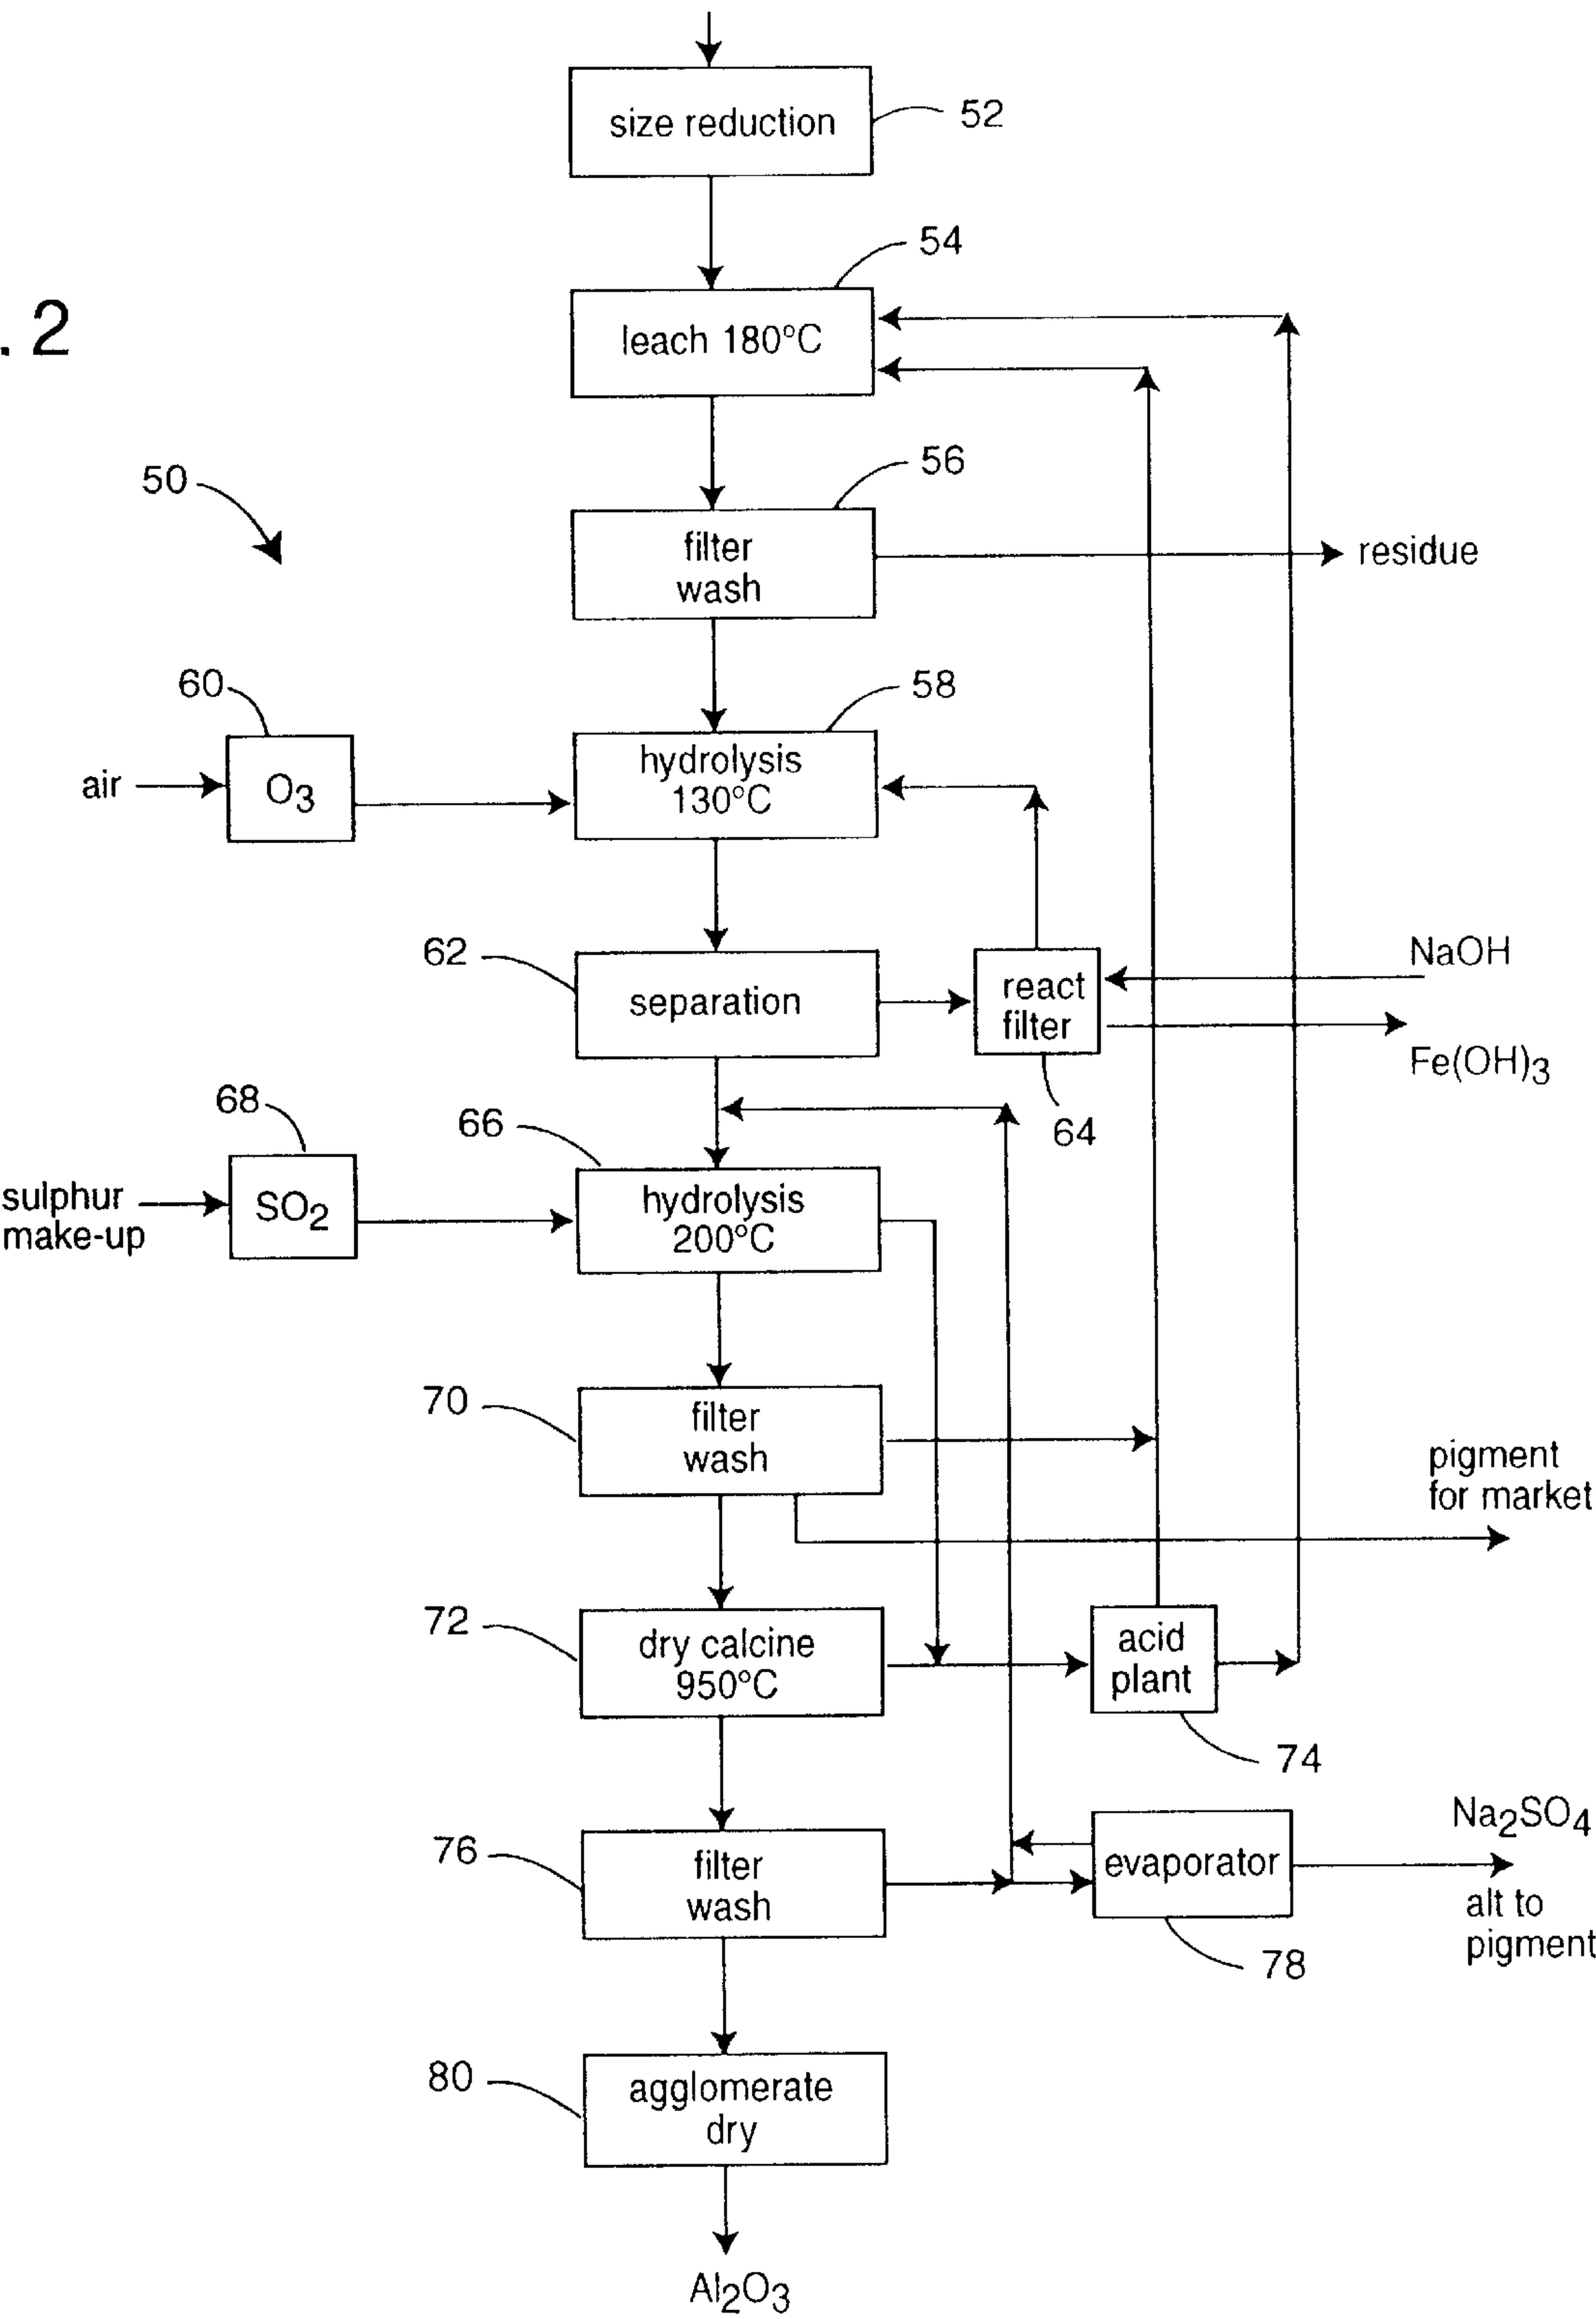 size reduction
52
54
. 2
leach 180°C
56
50
filter
wash
residue
60
58
air
O3
hydrolysis
130°C
62
separation
react
filter
NaOH
Fe(OH)3
64
68
66
sulphur
make-up
SO2
hydrolysis
200°C
70
filter
wash
pigment
for market
72
dry calcine
950°C
acid
plant
74
76
filter
wash
evaporator
Na2SO4
alt to
pigment
78
80
agglomerate
dry
Al2O3